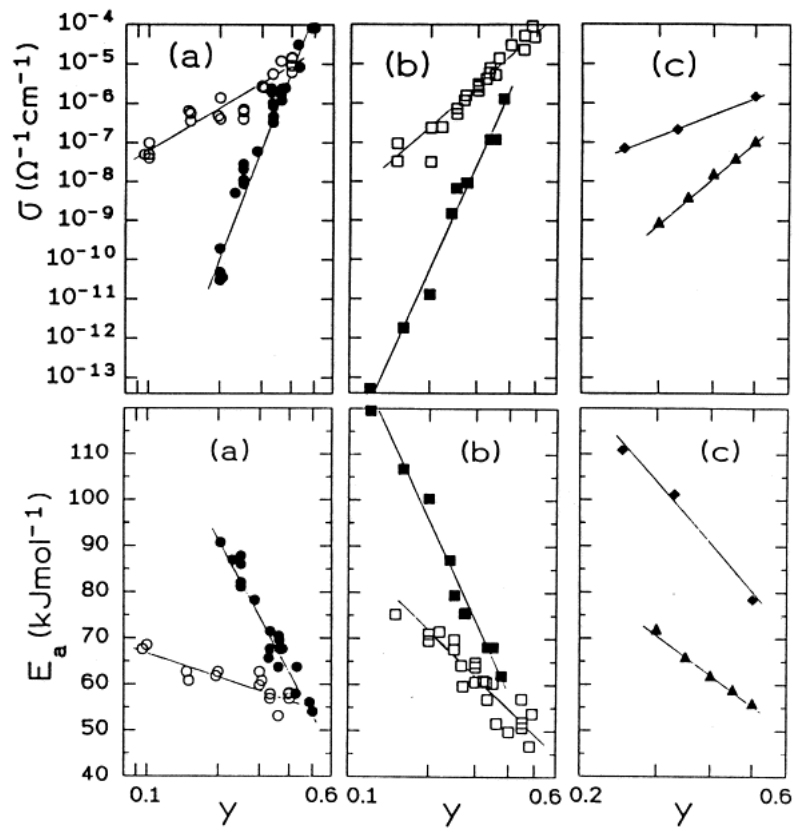 10⁻⁴
10⁻⁵
10⁻⁶
10⁻⁷
10⁻⁸
10⁻⁹
10⁻¹⁰
10⁻¹¹
10⁻¹²
10⁻¹³
σ (Ω⁻¹cm⁻¹)
(a)
(b)
(c)
110
100
90
80
70
60
50
40
Eₐ (kJmol⁻¹)
(a)
(b)
(c)
0.1
y
0.6
0.1
y
0.6
0.2
y
0.6